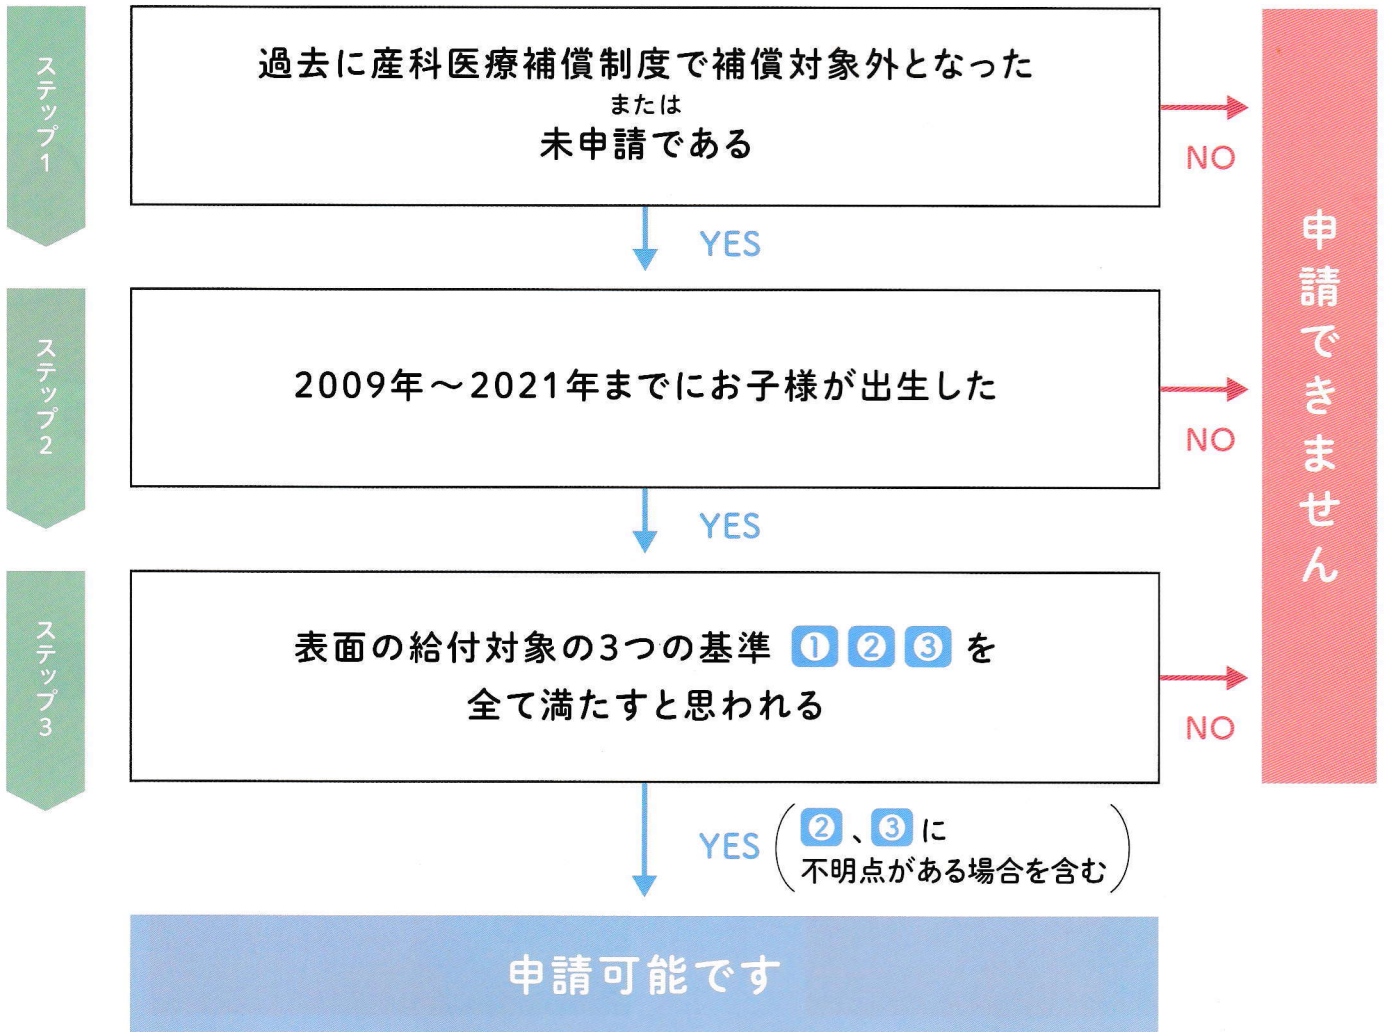 ステップ1
過去に産科医療補償制度で補償対象外となった
または
未申請である
NO
YES
ステップ2
2009年～2021年までにお子様が出生した
NO
YES
ステップ3
表面の給付対象の3つの基準 ❶ ❷ ❸ を
全て満たすと思われる
NO
YES
❷、❸に
不明点がある場合を含む
申請可能です
申請できません